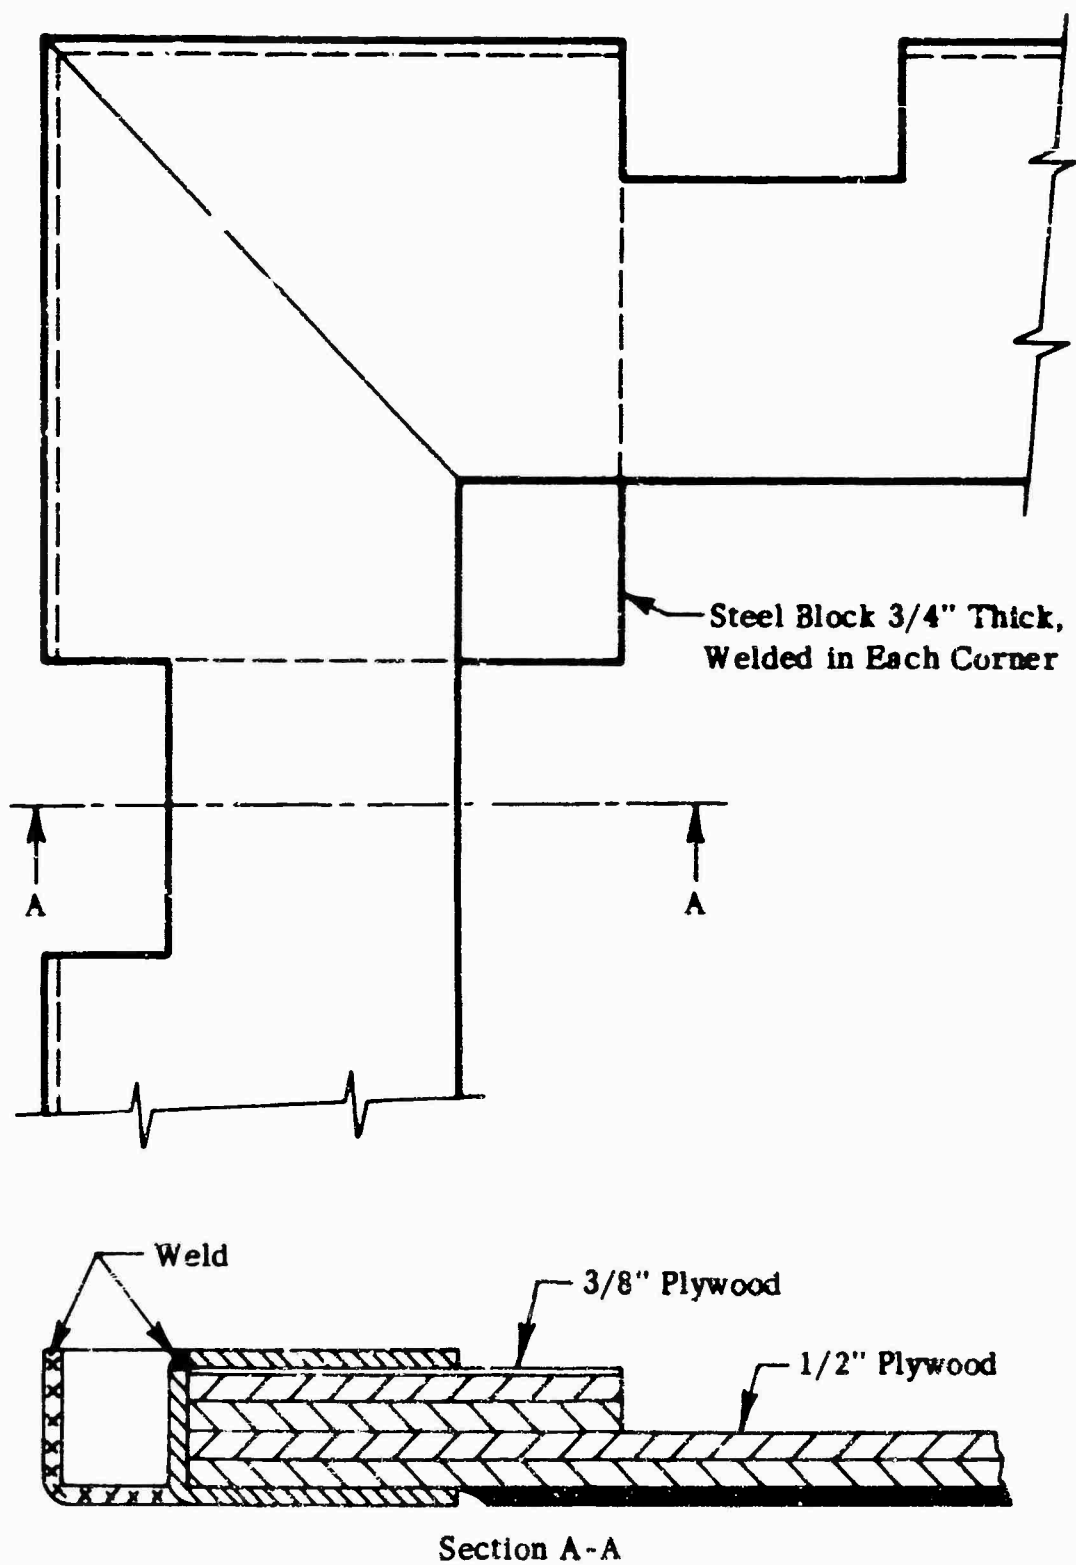 Steel Block 3/4" Thick,
Welded in Each Corner
A
A
Weld
3/8" Plywood
1/2" Plywood
Section A-A